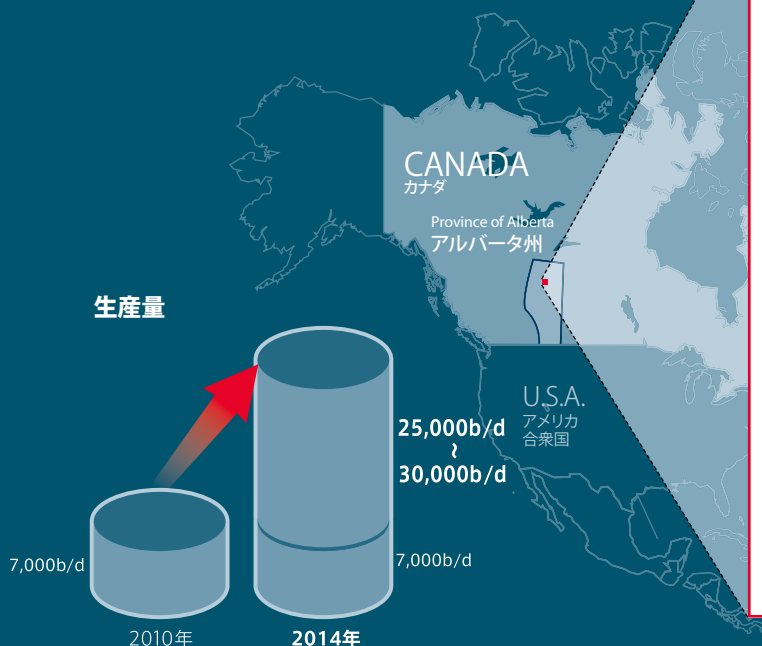 CANADA
カナダ
Province of Alberta
アルバータ州
生産量
U.S.A.
アメリカ
合衆国
25,000b/d
～
30,000b/d
7,000b/d
7,000b/d
2010年
2014年